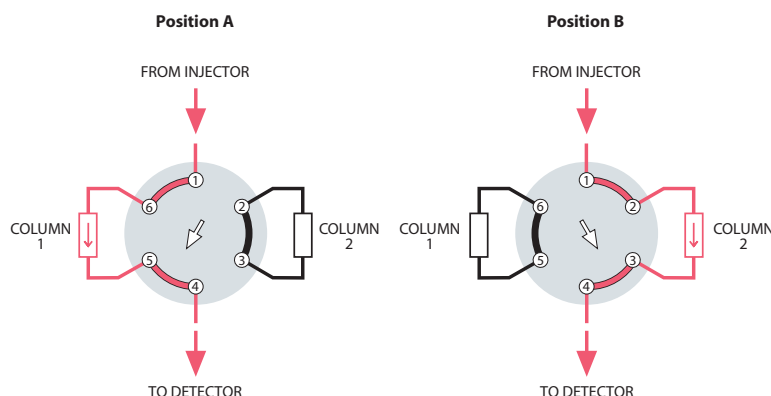 Position A
FROM INJECTOR
1
6
2
COLUMN
1
COLUMN
2
5
3
4
TO DETECTOR
Position B
FROM INJECTOR
1
6
2
COLUMN
1
COLUMN
2
5
3
4
TO DETECTOR